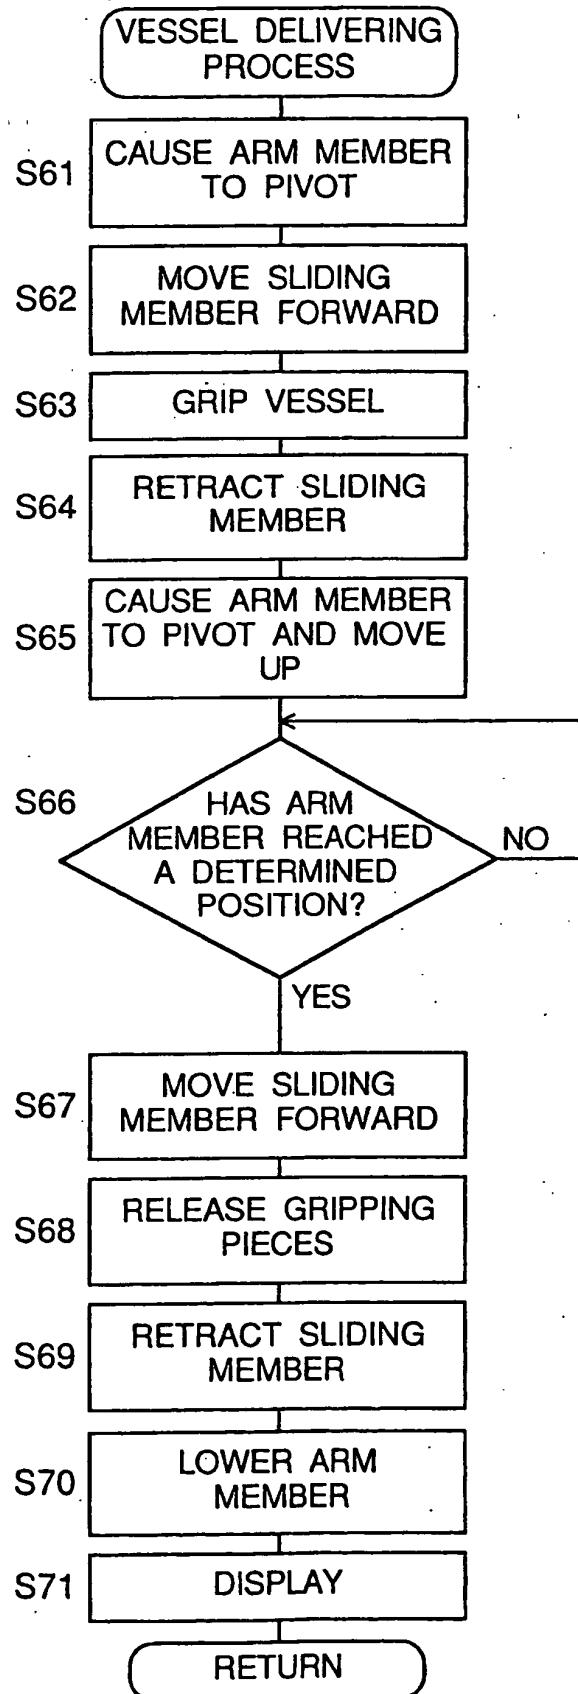 VESSEL DELIVERING
PROCESS
S61
CAUSE ARM MEMBER
TO PIVOT
S62
MOVE SLIDING
MEMBER FORWARD
S63
GRIP VESSEL
S64
RETRACT SLIDING
MEMBER
S65
CAUSE ARM MEMBER
TO PIVOT AND MOVE
UP
S66
HAS ARM
MEMBER REACHED
A DETERMINED
POSITION?
NO
YES
S67
MOVE SLIDING
MEMBER FORWARD
S68
RELEASE GRIPPING
PIECES
S69
RETRACT SLIDING
MEMBER
S70
LOWER ARM
MEMBER
S71
DISPLAY
RETURN